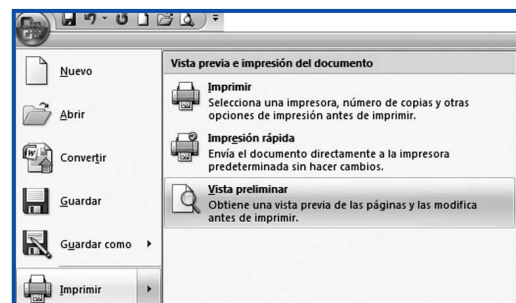 Nuevo
Abrir
Convertir
Guardar
Guardar como
Imprimir
Vista previa e impresión del documento
Imprimir
Selecciona una impresora, número de copias y otras
opciones de impresión antes de imprimir.
Impresión rápida
Envía el documento directamente a la impresora
predeterminada sin hacer cambios.
Vista preliminar
Obtiene una vista previa de las páginas y las modifica
antes de imprimir.